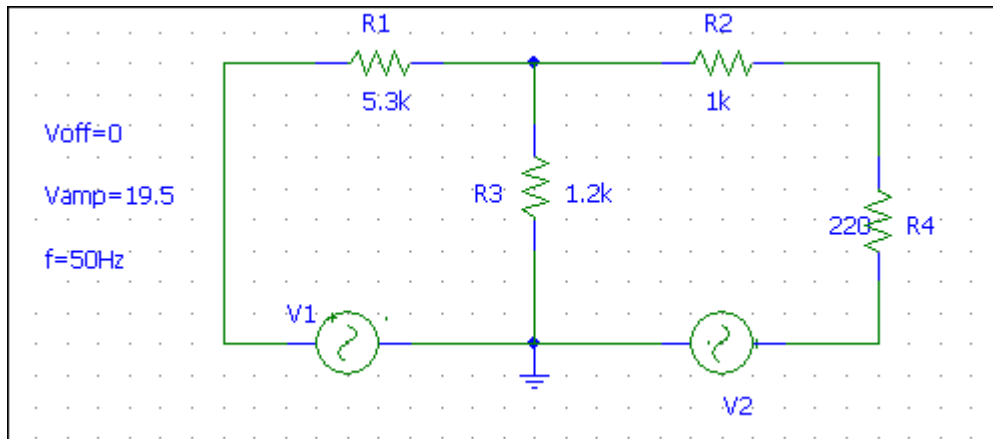 R1
R2
5.3k
1k
Voff=0
Vamp=19.5
R3
1.2k
220
R4
f=50Hz
V1
V2